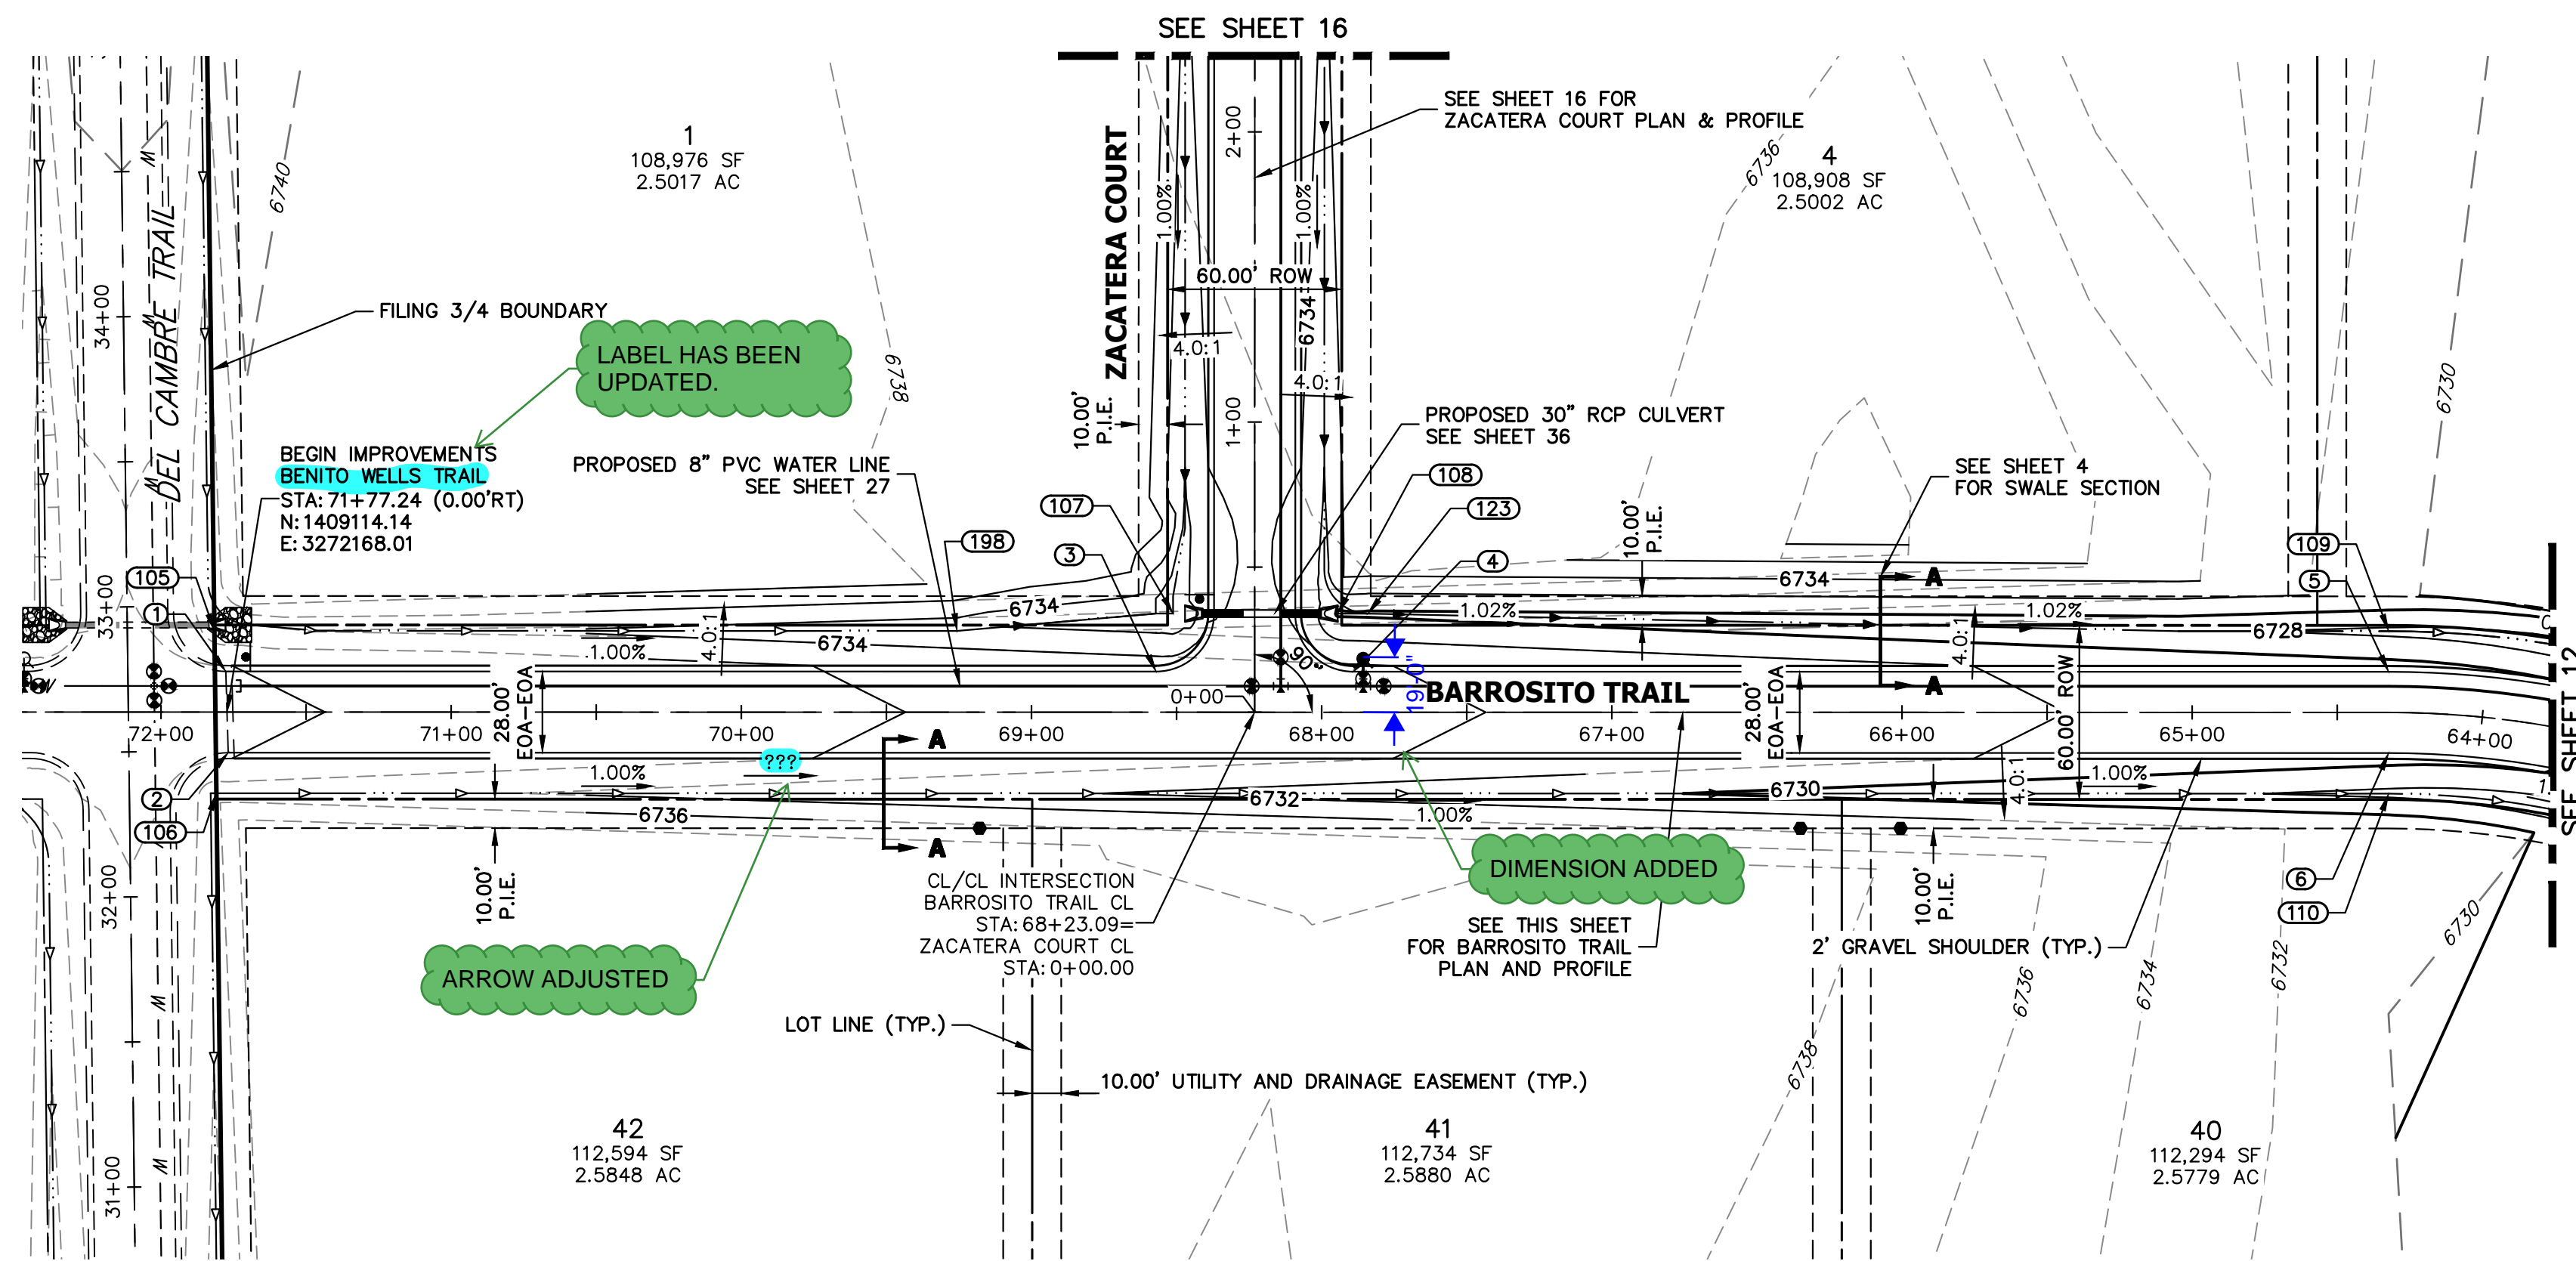 SEE SHEET 16
SEE SHEET 16 FOR
ZACATERA COURT PLAN & PROFILE
1
108,976 SF
2.5017 AC
4
108,908 SF
2.5002 AC
6740
6736
2+00
1.00%
1.00%
ZACATERA COURT
DEL CAMBRE TRAIL
W
W
W
34+00
60.00' ROW
6734
FILING 3/4 BOUNDARY
LABEL HAS BEEN
UPDATED.
4.0:1
4.0:1
6738
6730
10.00'
P.I.E.
1+00
PROPOSED 30" RCP CULVERT
SEE SHEET 36
BEGIN IMPROVEMENTS
BENITO WELLS TRAIL
STA: 71+77.24 (0.00'RT)
N: 1409114.14
E: 3272168.01
PROPOSED 8" PVC WATER LINE
SEE SHEET 27
SEE SHEET 4
FOR SWALE SECTION
108
107
123
198
3
4
10.00'
P.I.E.
109
5
105
1
33+00
6734
6734
A
1.02%
1.02%
6734
1.00%
4.0:1
4.0:1
6728
90°
19'-0"
W
28.00'
EOA-EOA
0+00
BARROSITO TRAIL
28.00'
EOA-EOA
A
60.00' ROW
SEE SHEET 12
72+00
71+00
70+00
69+00
68+00
67+00
66+00
65+00
64+00
A
???
1.00%
1.00%
4.0:1
2
106
6736
6732
6730
1.00%
A
DIMENSION ADDED
32+00
10.00'
P.I.E.
CL/CL INTERSECTION
BARROSITO TRAIL CL
STA: 68+23.09=
ZACATERA COURT CL
STA: 0+00.00
10.00'
P.I.E.
6
110
6730
SEE THIS SHEET
FOR BARROSITO TRAIL
PLAN AND PROFILE
2' GRAVEL SHOULDER (TYP.)
ARROW ADJUSTED
6736
6734
6732
W
LOT LINE (TYP.)
6738
10.00' UTILITY AND DRAINAGE EASEMENT (TYP.)
42
112,594 SF
2.5848 AC
41
112,734 SF
2.5880 AC
40
112,294 SF
2.5779 AC
31+00
W